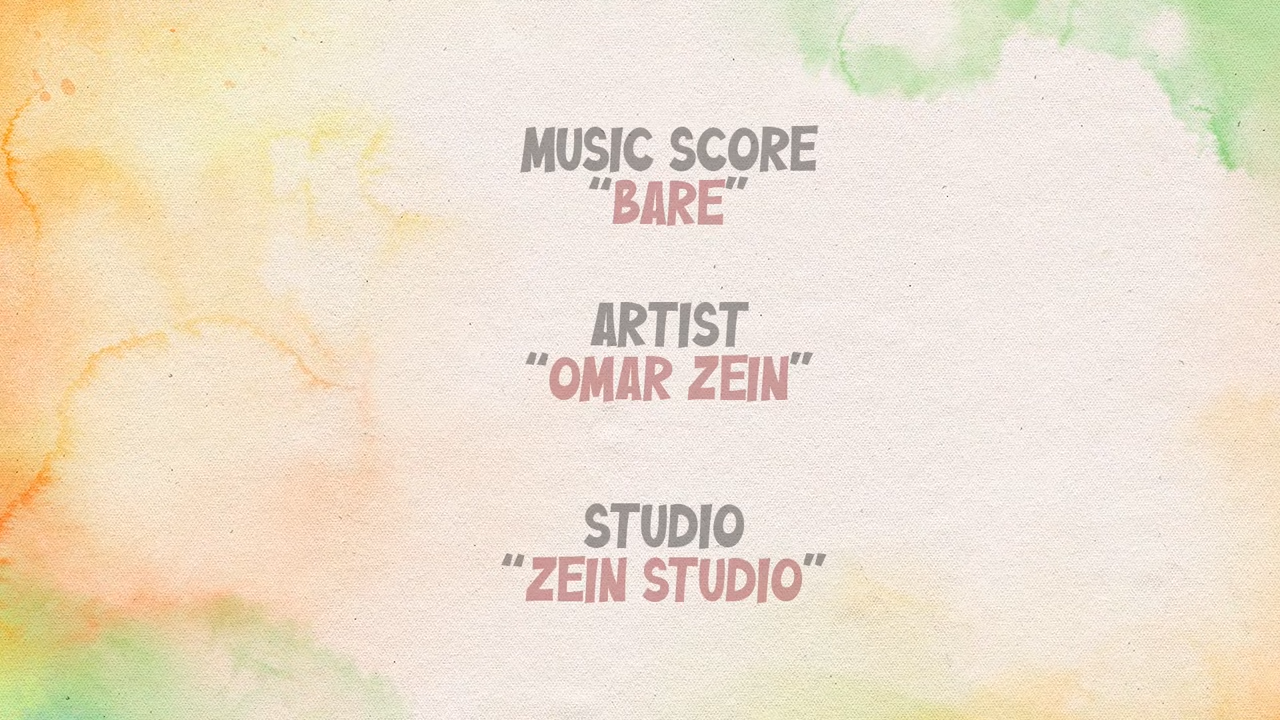 MUSIC SCORE
"BARE"
ARTIST
"OMAR ZEIN"
STUDIO
"ZEIN STUDIO"